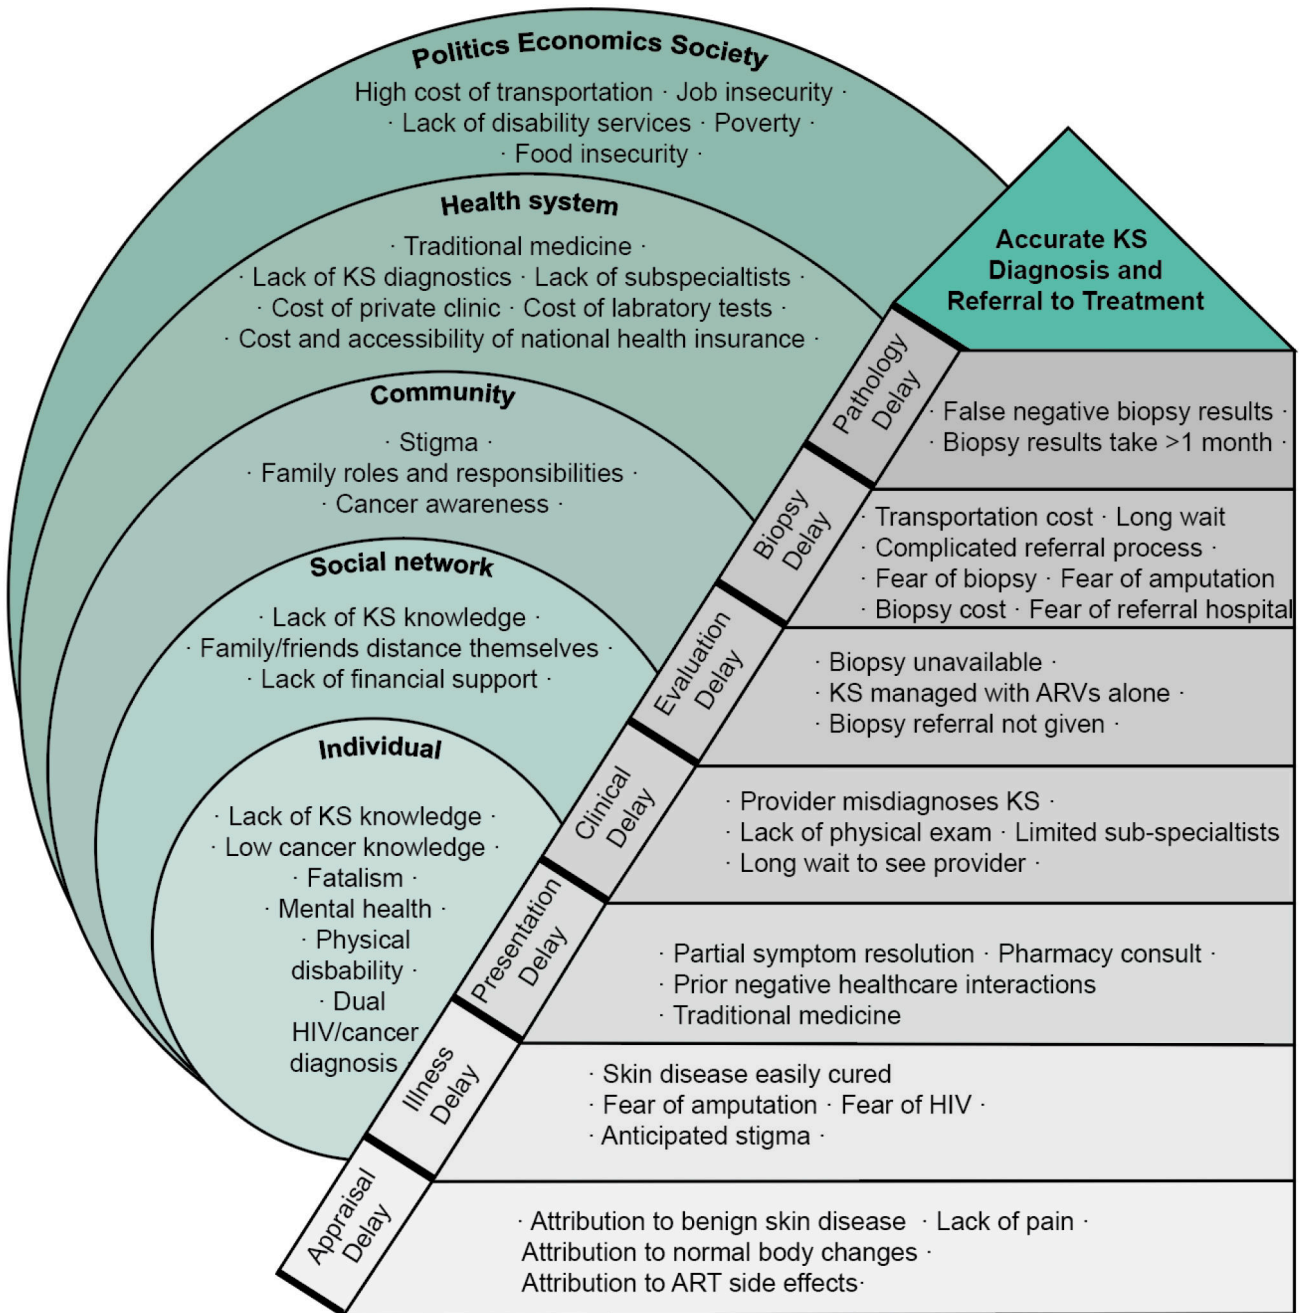 Politics Economics Society
High cost of transportation · Job insecurity ·
· Lack of disability services · Poverty ·
· Food insecurity ·
Health system
· Traditional medicine ·
· Lack of KS diagnostics · Lack of subspecialtists ·
· Cost of private clinic · Cost of labratory tests ·
· Cost and accessibility of national health insurance ·
Community
· Stigma ·
· Family roles and responsibilities ·
· Cancer awareness ·
Social network
· Lack of KS knowledge ·
· Family/friends distance themselves ·
· Lack of financial support ·
Individual
· Lack of KS knowledge ·
· Low cancer knowledge ·
· Fatalism ·
· Mental health ·
· Physical
disbability ·
· Dual
HIV/cancer
diagnosis ·
Accurate KS
Diagnosis and
Referral to Treatment
Pathology
Delay
· False negative biopsy results ·
· Biopsy results take >1 month ·
Biopsy
Delay
· Transportation cost · Long wait
· Complicated referral process ·
· Fear of biopsy · Fear of amputation
· Biopsy cost · Fear of referral hospital
Evaluation
Delay
· Biopsy unavailable ·
· KS managed with ARVs alone ·
· Biopsy referral not given ·
Clinical
Delay
· Provider misdiagnoses KS ·
· Lack of physical exam · Limited sub-specialtists
· Long wait to see provider ·
Presentation
Delay
· Partial symptom resolution · Pharmacy consult ·
· Prior negative healthcare interactions
· Traditional medicine
Illness
Delay
· Skin disease easily cured
· Fear of amputation · Fear of HIV ·
· Anticipated stigma ·
Appraisal
Delay
· Attribution to benign skin disease · Lack of pain ·
Attribution to normal body changes ·
Attribution to ART side effects·